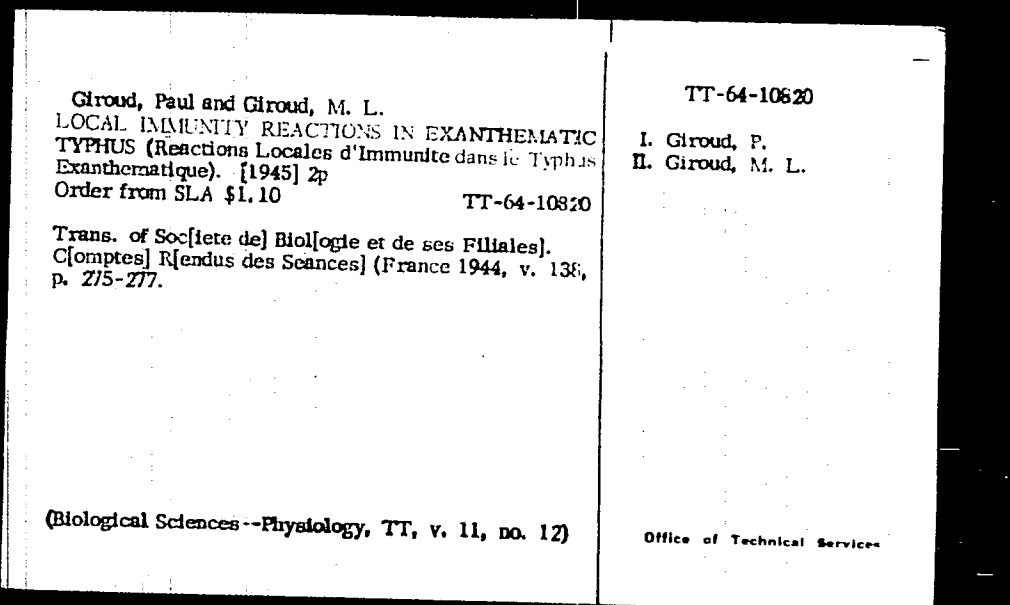 Giroud, Paul and Giroud, M. L.
LOCAL IMMUNITY REACTIONS IN EXANTHEMATIC
TYPHUS (Reactions Locales d'Immunite dans le Typhus
Exanthematique). [1945] 2p
Order from SLA $1.10 TT-64-10820
Trans. of Soc[iete de] Biol[ogie et de ses Filiales].
C[omptes] R[endus des Seances] (France 1944, v. 138,
p. 275-277.
(Biological Sciences--Physiology, TT, v. 11, no. 12)
TT-64-10820
I. Giroud, P.
II. Giroud, M. L.
Office of Technical Services